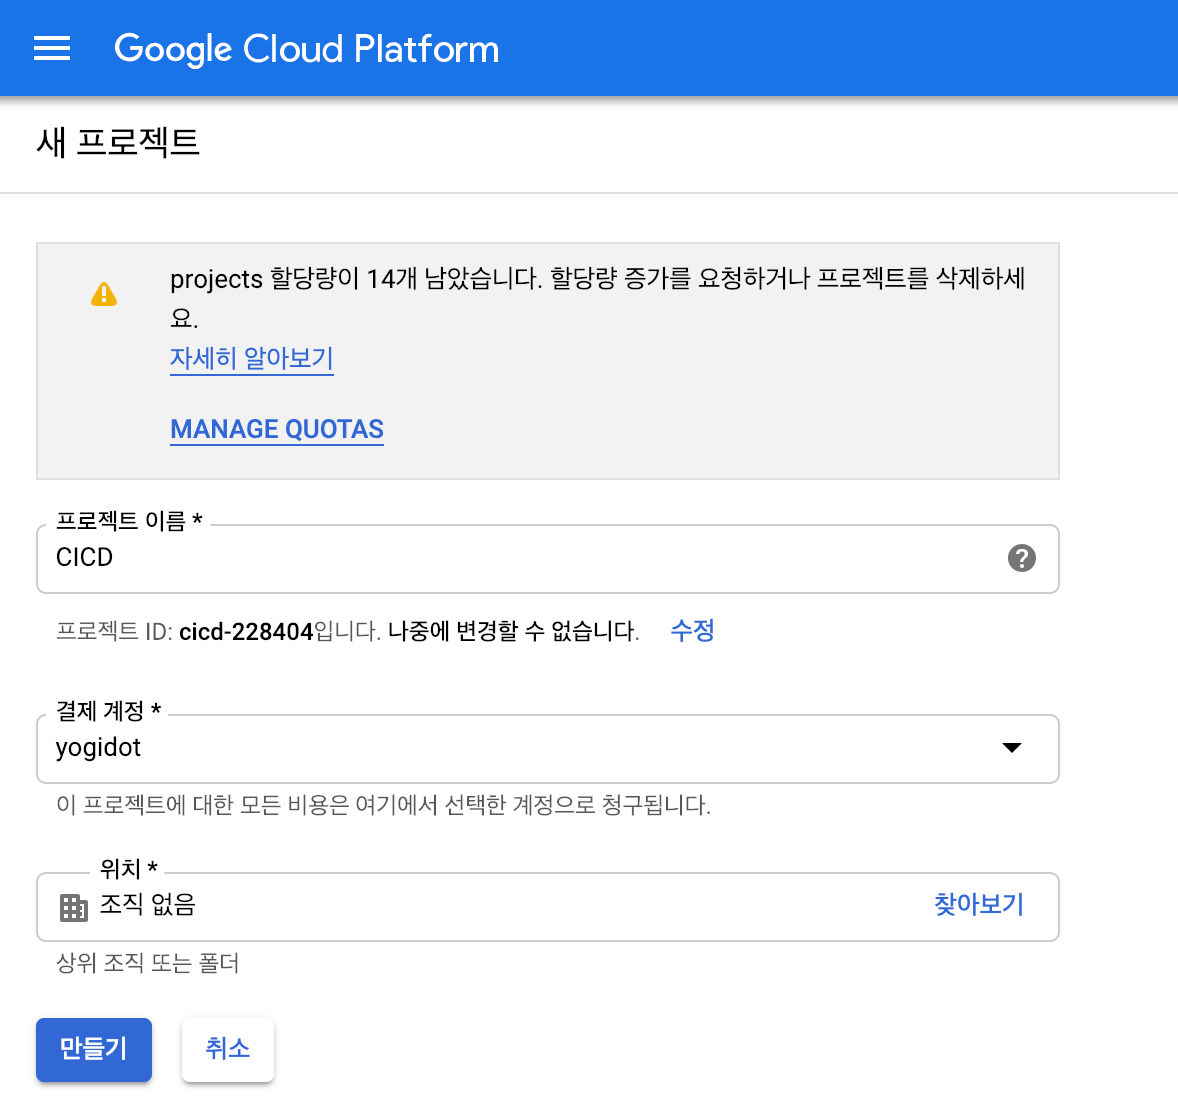 Google Cloud Platform
새 프로젝트
projects 할당량이 14개 남았습니다. 할당량 증가를 요청하거나 프로젝트를 삭제하세
요.
자세히 알아보기
MANAGE QUOTAS
프로젝트 이름 *
CICD
프로젝트 ID: cicd-228404입니다. 나중에 변경할 수 없습니다. 수정
결제 계정 *
yogidot
이 프로젝트에 대한 모든 비용은 여기에서 선택한 계정으로 청구됩니다.
위치 *
조직 없음 찾아보기
상위 조직 또는 폴더
만들기 취소